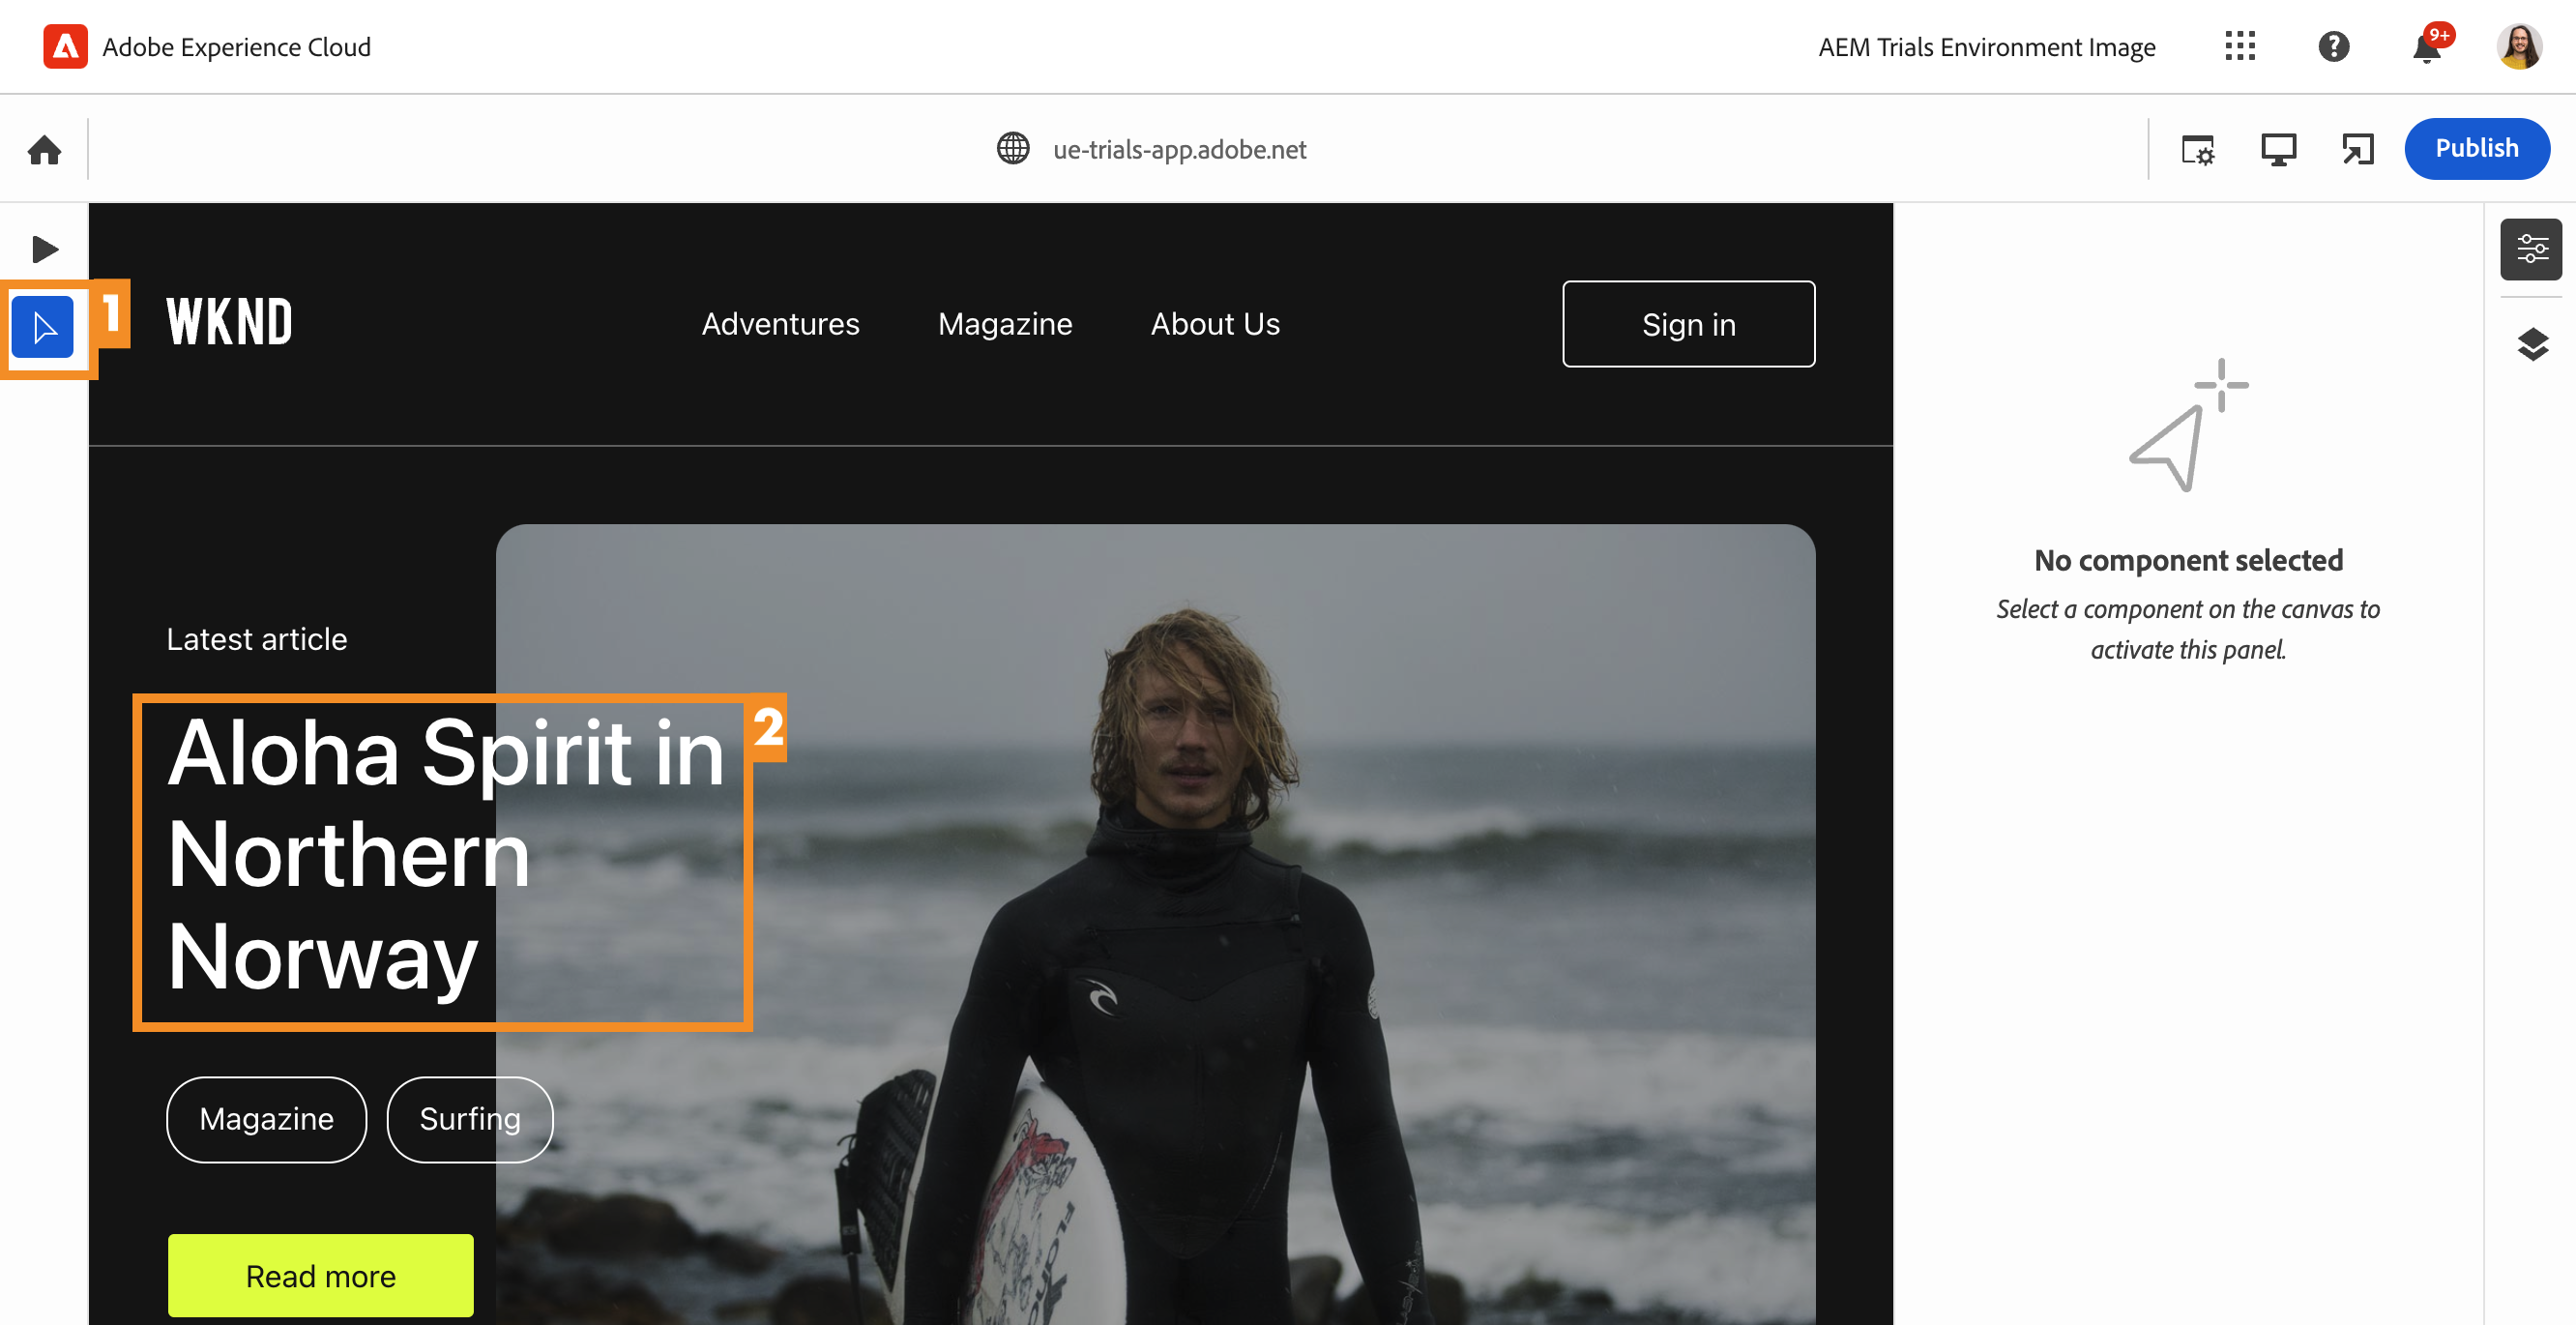 Adobe Experience Cloud
AEM Trials Environment Image
9+
ue-trials-app.adobe.net
Publish
1
WKND
Adventures
Magazine
About Us
Sign in
No component selected
Select a component on the canvas to
activate this panel.
Latest article
2
Aloha Spirit in
Northern
Norway
Magazine
Surfing
Read more